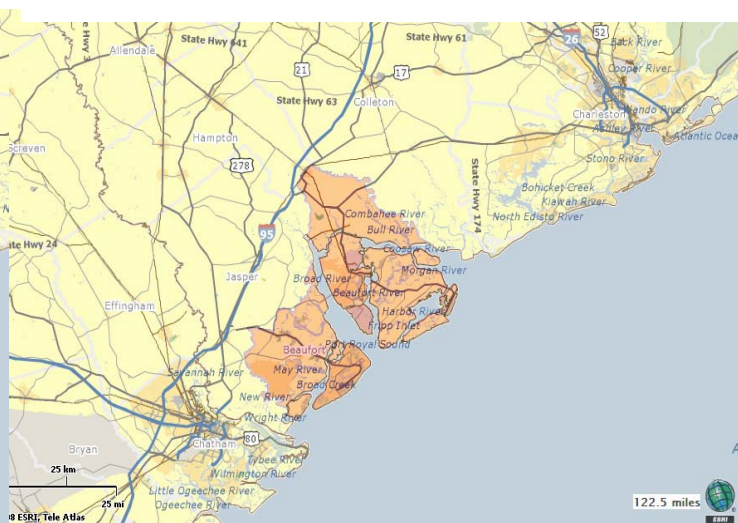 State Hwy 641
State Hwy 61
26
52
Back River
Allendale
State Hwy 3
21
17
Cooper River
State Hwy 63
Colleton
Wando River
Charleston
Ashley River
Atlantic Ocea
Screven
Hampton
278
Stono River
State Hwy 174
Bohicket Creek
Kiawah River
North Edisto River
Combahee River
Bull River
95
ate Hwy 24
Coosaw River
Morgan River
Jasper
Broad River
Beaufort River
Effingham
Harbor River
Fripp Inlet
Port Royal Sound
Beaufort
Savannah River
May River
Broad Creek
New River
Wright River
Chatham
80
Bryan
Tybee River
Wilmington River
25 km
25 mi
Little Ogeechee River
Ogeechee River
122.5 miles
8 ESRI, Tele Atlas
ESRI